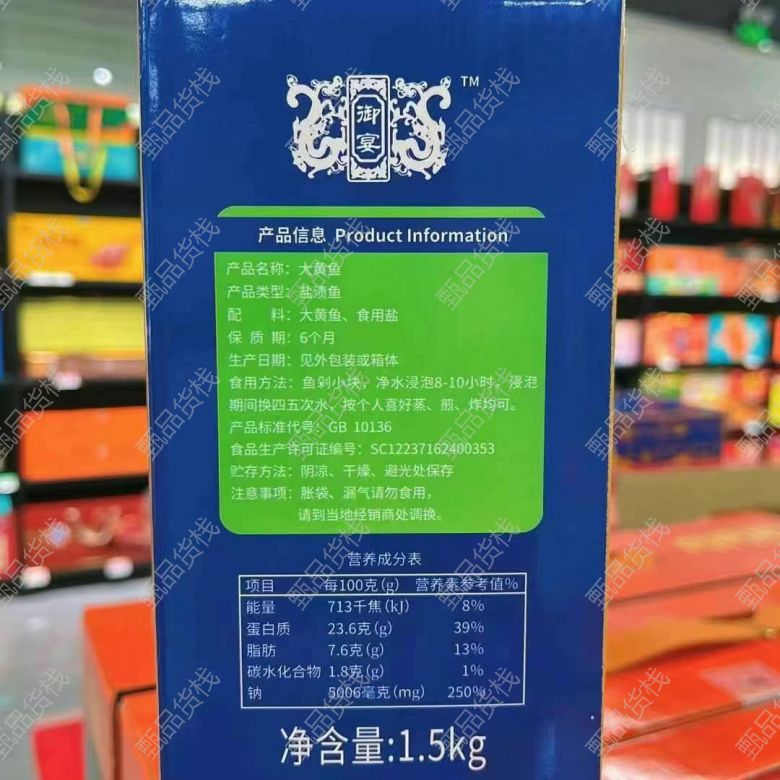 御宴
TM
产品信息 Product Information
产品名称：大黄鱼
产品类型：盐渍鱼
配 料：大黄鱼、食用盐
保 质 期：6个月
生产日期：见外包装或箱体
食用方法：鱼剁小块，净水浸泡8-10小时，浸泡
期间换四五次水，按个人喜好蒸、煎、炸均可。
产品标准代号：GB 10136
食品生产许可证编号：SC12237162400353
贮存方法：阴凉、干燥、避光处保存
注意事项：胀袋、漏气请勿食用，
请到当地经销商处调换。
营养成分表
项目 每100克(g) 营养素参考值%
能量 713千焦(kJ) 8%
蛋白质 23.6克(g) 39%
脂肪 7.6克(g) 13%
碳水化合物 1.8克(g) 1%
钠 5006毫克(mg) 250%
净含量:1.5kg
甄品货栈